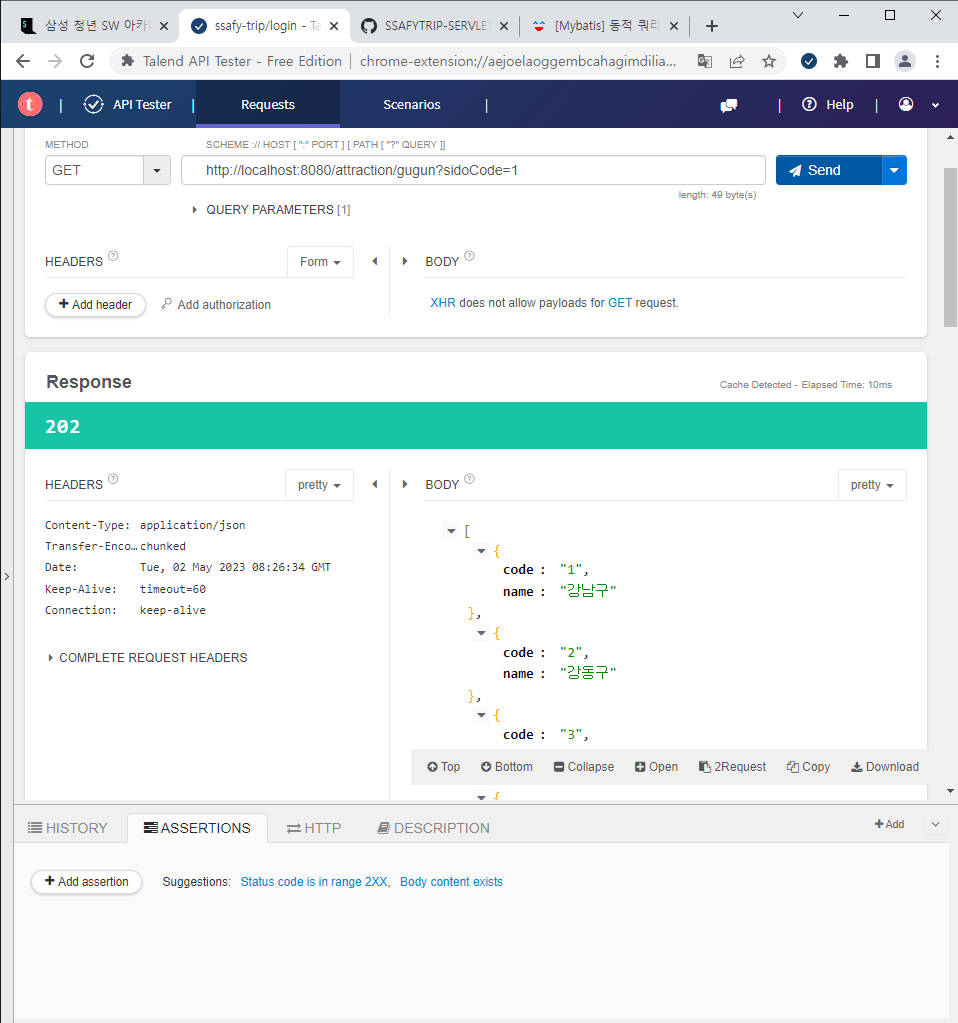 삼성 청년 SW 아카
ssafy-trip/login - Ta
SSAFYTRIP-SERVLET
[Mybatis] 동적 쿼리
Talend API Tester - Free Edition | chrome-extension://aejoelaoggembcahagimdilia...
t | API Tester | Requests Scenarios | | Help |
METHOD SCHEME :// HOST [ ":" PORT ] [ PATH [ "?" QUERY ]]
GET http://localhost:8080/attraction/gugun?sidoCode=1 Send
length: 49 byte(s)
QUERY PARAMETERS [1]
HEADERS ? Form BODY ?
Add header Add authorization XHR does not allow payloads for GET request.
Response Cache Detected - Elapsed Time: 10ms
202
HEADERS ? pretty BODY ? pretty
Content-Type: application/json
Transfer-Enco… chunked
Date: Tue, 02 May 2023 08:26:34 GMT
Keep-Alive: timeout=60
Connection: keep-alive
COMPLETE REQUEST HEADERS
[
{
code : "1",
name : "강남구"
},
{
code : "2",
name : "강동구"
},
{
code : "3",
Top Bottom Collapse Open 2Request Copy Download
{
HISTORY ASSERTIONS HTTP DESCRIPTION Add
Add assertion Suggestions: Status code is in range 2XX, Body content exists